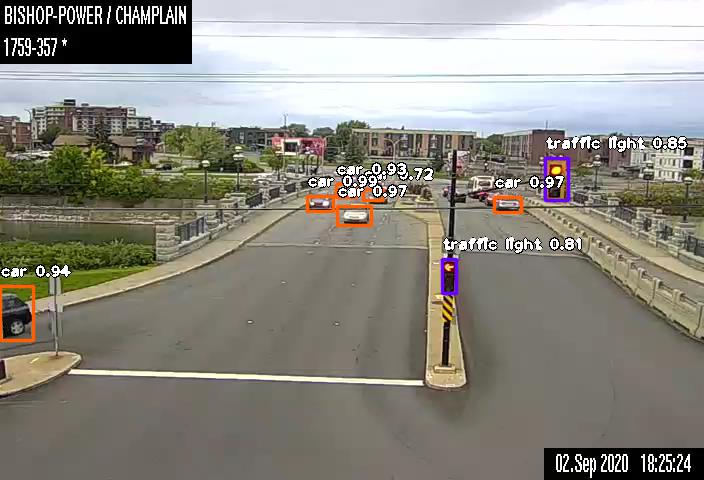 BISHOP-POWER / CHAMPLAIN
1759-357 *
traffic light 0.85
car 0.93
car 0.99
0.72
car 0.97
car 0.97
traffic light 0.81
car 0.94
02.Sep 2020 18:25:24